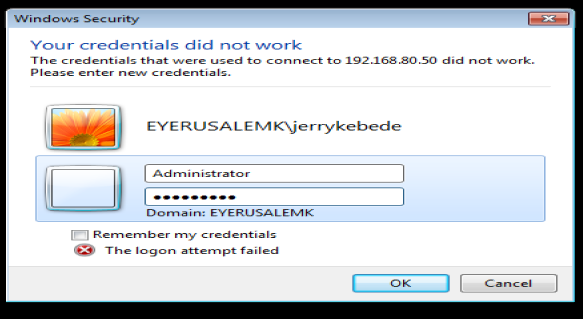 Windows Security
Your credentials did not work
The credentials that were used to connect to 192.168.80.50 did not work.
Please enter new credentials.
EYERUSALEMK\jerrykebede
Administrator
●●●●●●●●●
Domain: EYERUSALEMK
Remember my credentials
The logon attempt failed
OK
Cancel